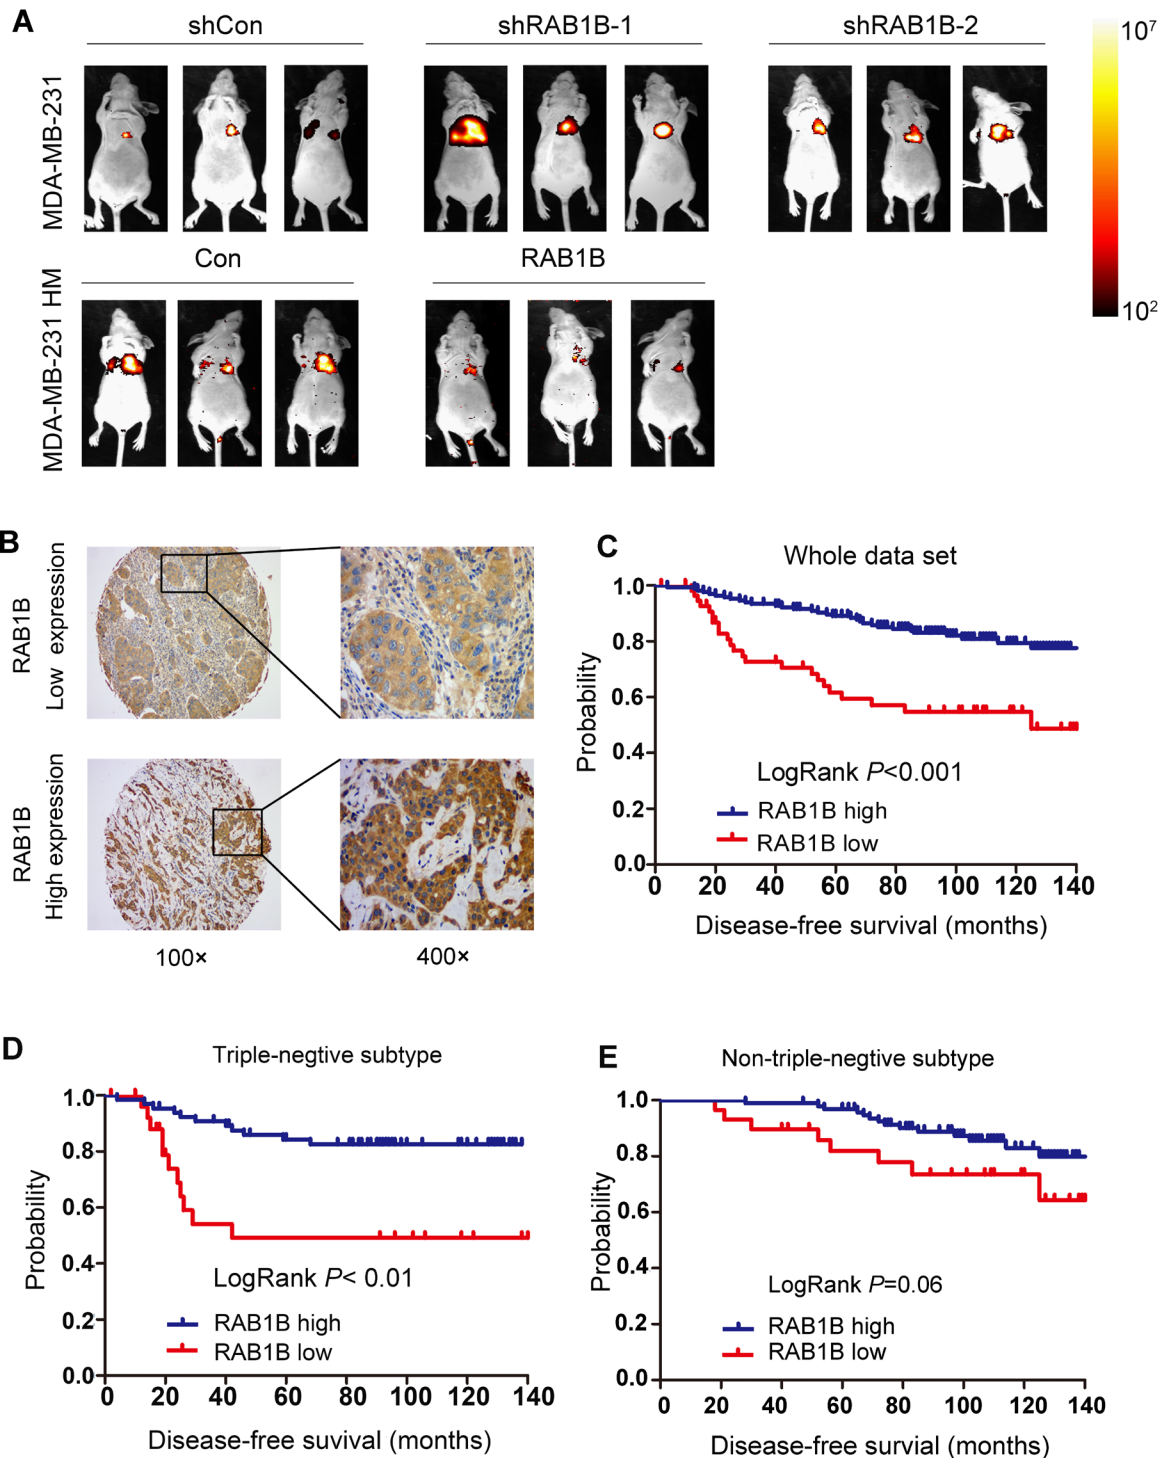 A
shCon
shRAB1B-1
shRAB1B-2
MDA-MB-231
10⁷
10²
Con
RAB1B
MDA-MB-231 HM
B
RAB1B
Low expression
RAB1B
High expression
100×
400×
C
Whole data set
Probability
1.0
0.8
0.6
0.4
0.2
0.0
LogRank P<0.001
RAB1B high
RAB1B low
0 20 40 60 80 100 120 140
Disease-free survival (months)
D
Triple-negtive subtype
Probability
1.0
0.8
0.6
0.4
0.2
0.0
LogRank P< 0.01
RAB1B high
RAB1B low
0 20 40 60 80 100 120 140
Disease-free suvival (months)
E
Non-triple-negtive subtype
Probability
1.0
0.8
0.6
0.4
0.2
0.0
LogRank P=0.06
RAB1B high
RAB1B low
0 20 40 60 80 100 120 140
Disease-free survial (months)